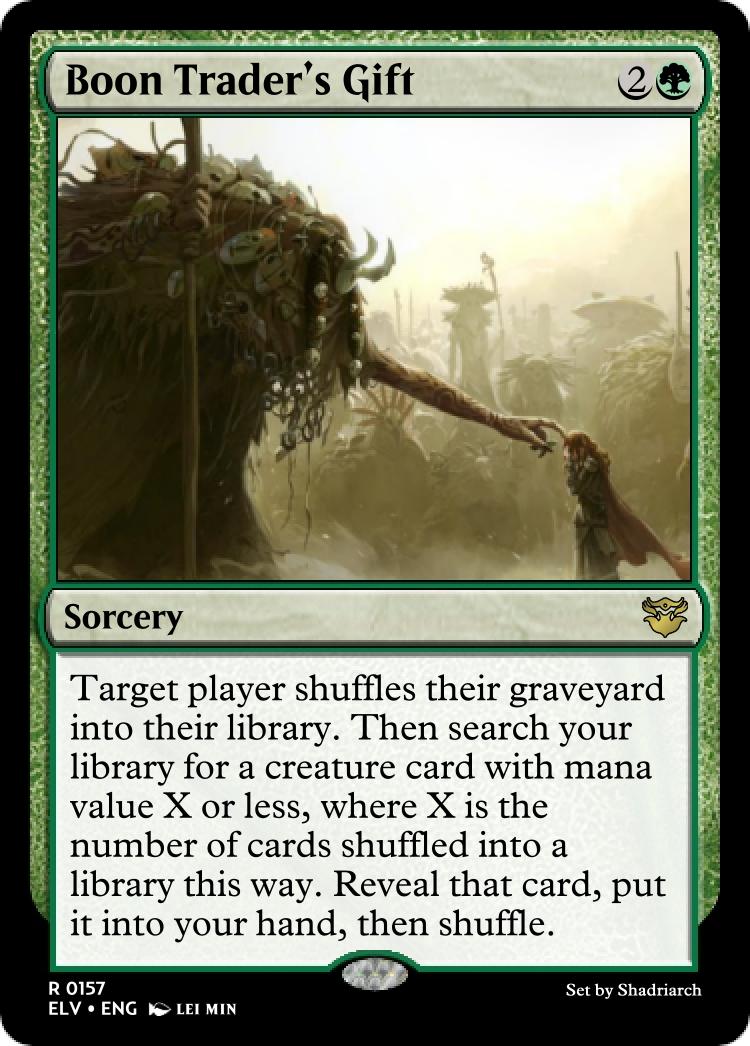 Boon Trader's Gift 2
Sorcery
Target player shuffles their graveyard
into their library. Then search your
library for a creature card with mana
value X or less, where X is the
number of cards shuffled into a
library this way. Reveal that card, put
it into your hand, then shuffle.
R 0157
ELV • ENG LEI MIN
Set by Shadriarch